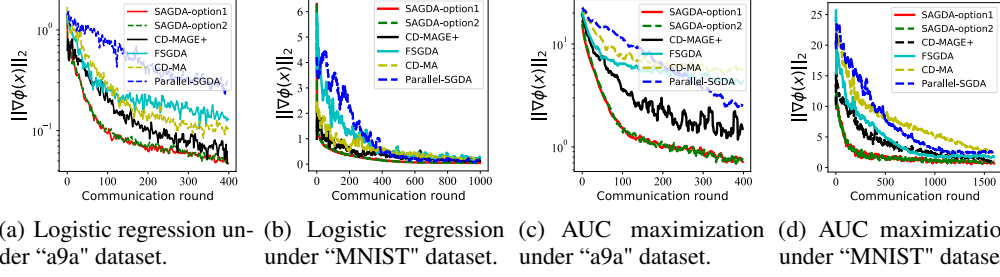 (a)
(b)
(c)
(d)
||∇ϕ(x)||₂
10⁰
10⁻¹
0 100 200 300 400
Communication round
SAGDA-option1
SAGDA-option2
CD-MAGE+
FSGDA
CD-MA
Parallel-SGDA
||∇ϕ(x)||₂
6
5
4
3
2
1
0
0 200 400 600 800 1000
Communication round
SAGDA-option1
SAGDA-option2
CD-MAGE+
FSGDA
CD-MA
Parallel-SGDA
||∇ϕ(x)||₂
10¹
10⁰
0 100 200 300 400
Communication round
SAGDA-option1
SAGDA-option2
CD-MAGE+
FSGDA
CD-MA
Parallel-SGDA
||∇ϕ(x)||₂
25
20
15
10
5
0
0 500 1000 1500
Communication round
SAGDA-option1
SAGDA-option2
CD-MAGE+
FSGDA
CD-MA
Parallel-SGDA
(a) Logistic regression un-
der "a9a" dataset.
(b) Logistic regression
under "MNIST" dataset.
(c) AUC maximization
under "a9a" dataset.
(d) AUC maximization
under "MNIST" dataset